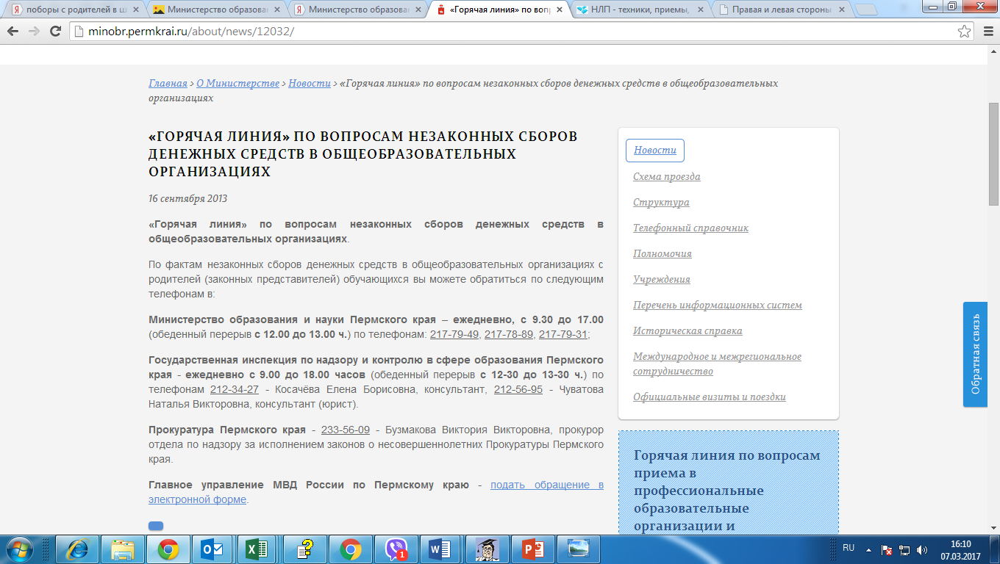 поборы с родителей в ш
Министерство образова
Министерство образова
«Горячая линия» по воп
НЛП - техники, приемы,
Правая и левая стороны
minobr.permkrai.ru/about/news/12032/
Главная > О Министерстве > Новости > «Горячая линия» по вопросам незаконных сборов денежных средств в общеобразовательных
организациях
«ГОРЯЧАЯ ЛИНИЯ» ПО ВОПРОСАМ НЕЗАКОННЫХ СБОРОВ
ДЕНЕЖНЫХ СРЕДСТВ В ОБЩЕОБРАЗОВАТЕЛЬНЫХ
ОРГАНИЗАЦИЯХ
16 сентября 2013
«Горячая линия» по вопросам незаконных сборов денежных средств в
общеобразовательных организациях.
По фактам незаконных сборов денежных средств в общеобразовательных организациях с
родителей (законных представителей) обучающихся вы можете обратиться по следующим
телефонам в:
Министерство образования и науки Пермского края – ежедневно, с 9.30 до 17.00
(обеденный перерыв с 12.00 до 13.00 ч.) по телефонам: 217-79-49, 217-78-89, 217-79-31;
Государственная инспекция по надзору и контролю в сфере образования Пермского
края - ежедневно с 9.00 до 18.00 часов (обеденный перерыв с 12-30 до 13-30 ч.) по
телефонам 212-34-27 - Косачёва Елена Борисовна, консультант, 212-56-95 - Чуватова
Наталья Викторовна, консультант (юрист).
Прокуратура Пермского края - 233-56-09 - Бузмакова Виктория Викторовна, прокурор
отдела по надзору за исполнением законов о несовершеннолетних Прокуратуры Пермского
края.
Главное управление МВД России по Пермскому краю - подать обращение в
электронной форме.
Новости
Схема проезда
Структура
Телефонный справочник
Полномочия
Учреждения
Перечень информационных систем
Историческая справка
Международное и межрегиональное
сотрудничество
Официальные визиты и поездки
Горячая линия по вопросам
приема в
профессиональные
образовательные
организации и
Обратная связь
RU
16:10
07.03.2017